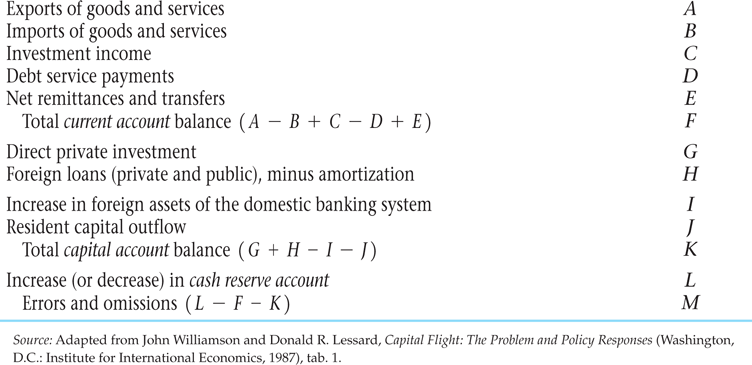 Exports of goods and services A
Imports of goods and services B
Investment income C
Debt service payments D
Net remittances and transfers E
Total current account balance (A − B + C − D + E) F
Direct private investment G
Foreign loans (private and public), minus amortization H
Increase in foreign assets of the domestic banking system I
Resident capital outflow J
Total capital account balance (G + H − I − J) K
Increase (or decrease) in cash reserve account L
Errors and omissions (L − F − K) M
Source: Adapted from John Williamson and Donald R. Lessard, Capital Flight: The Problem and Policy Responses (Washington,
D.C.: Institute for International Economics, 1987), tab. 1.